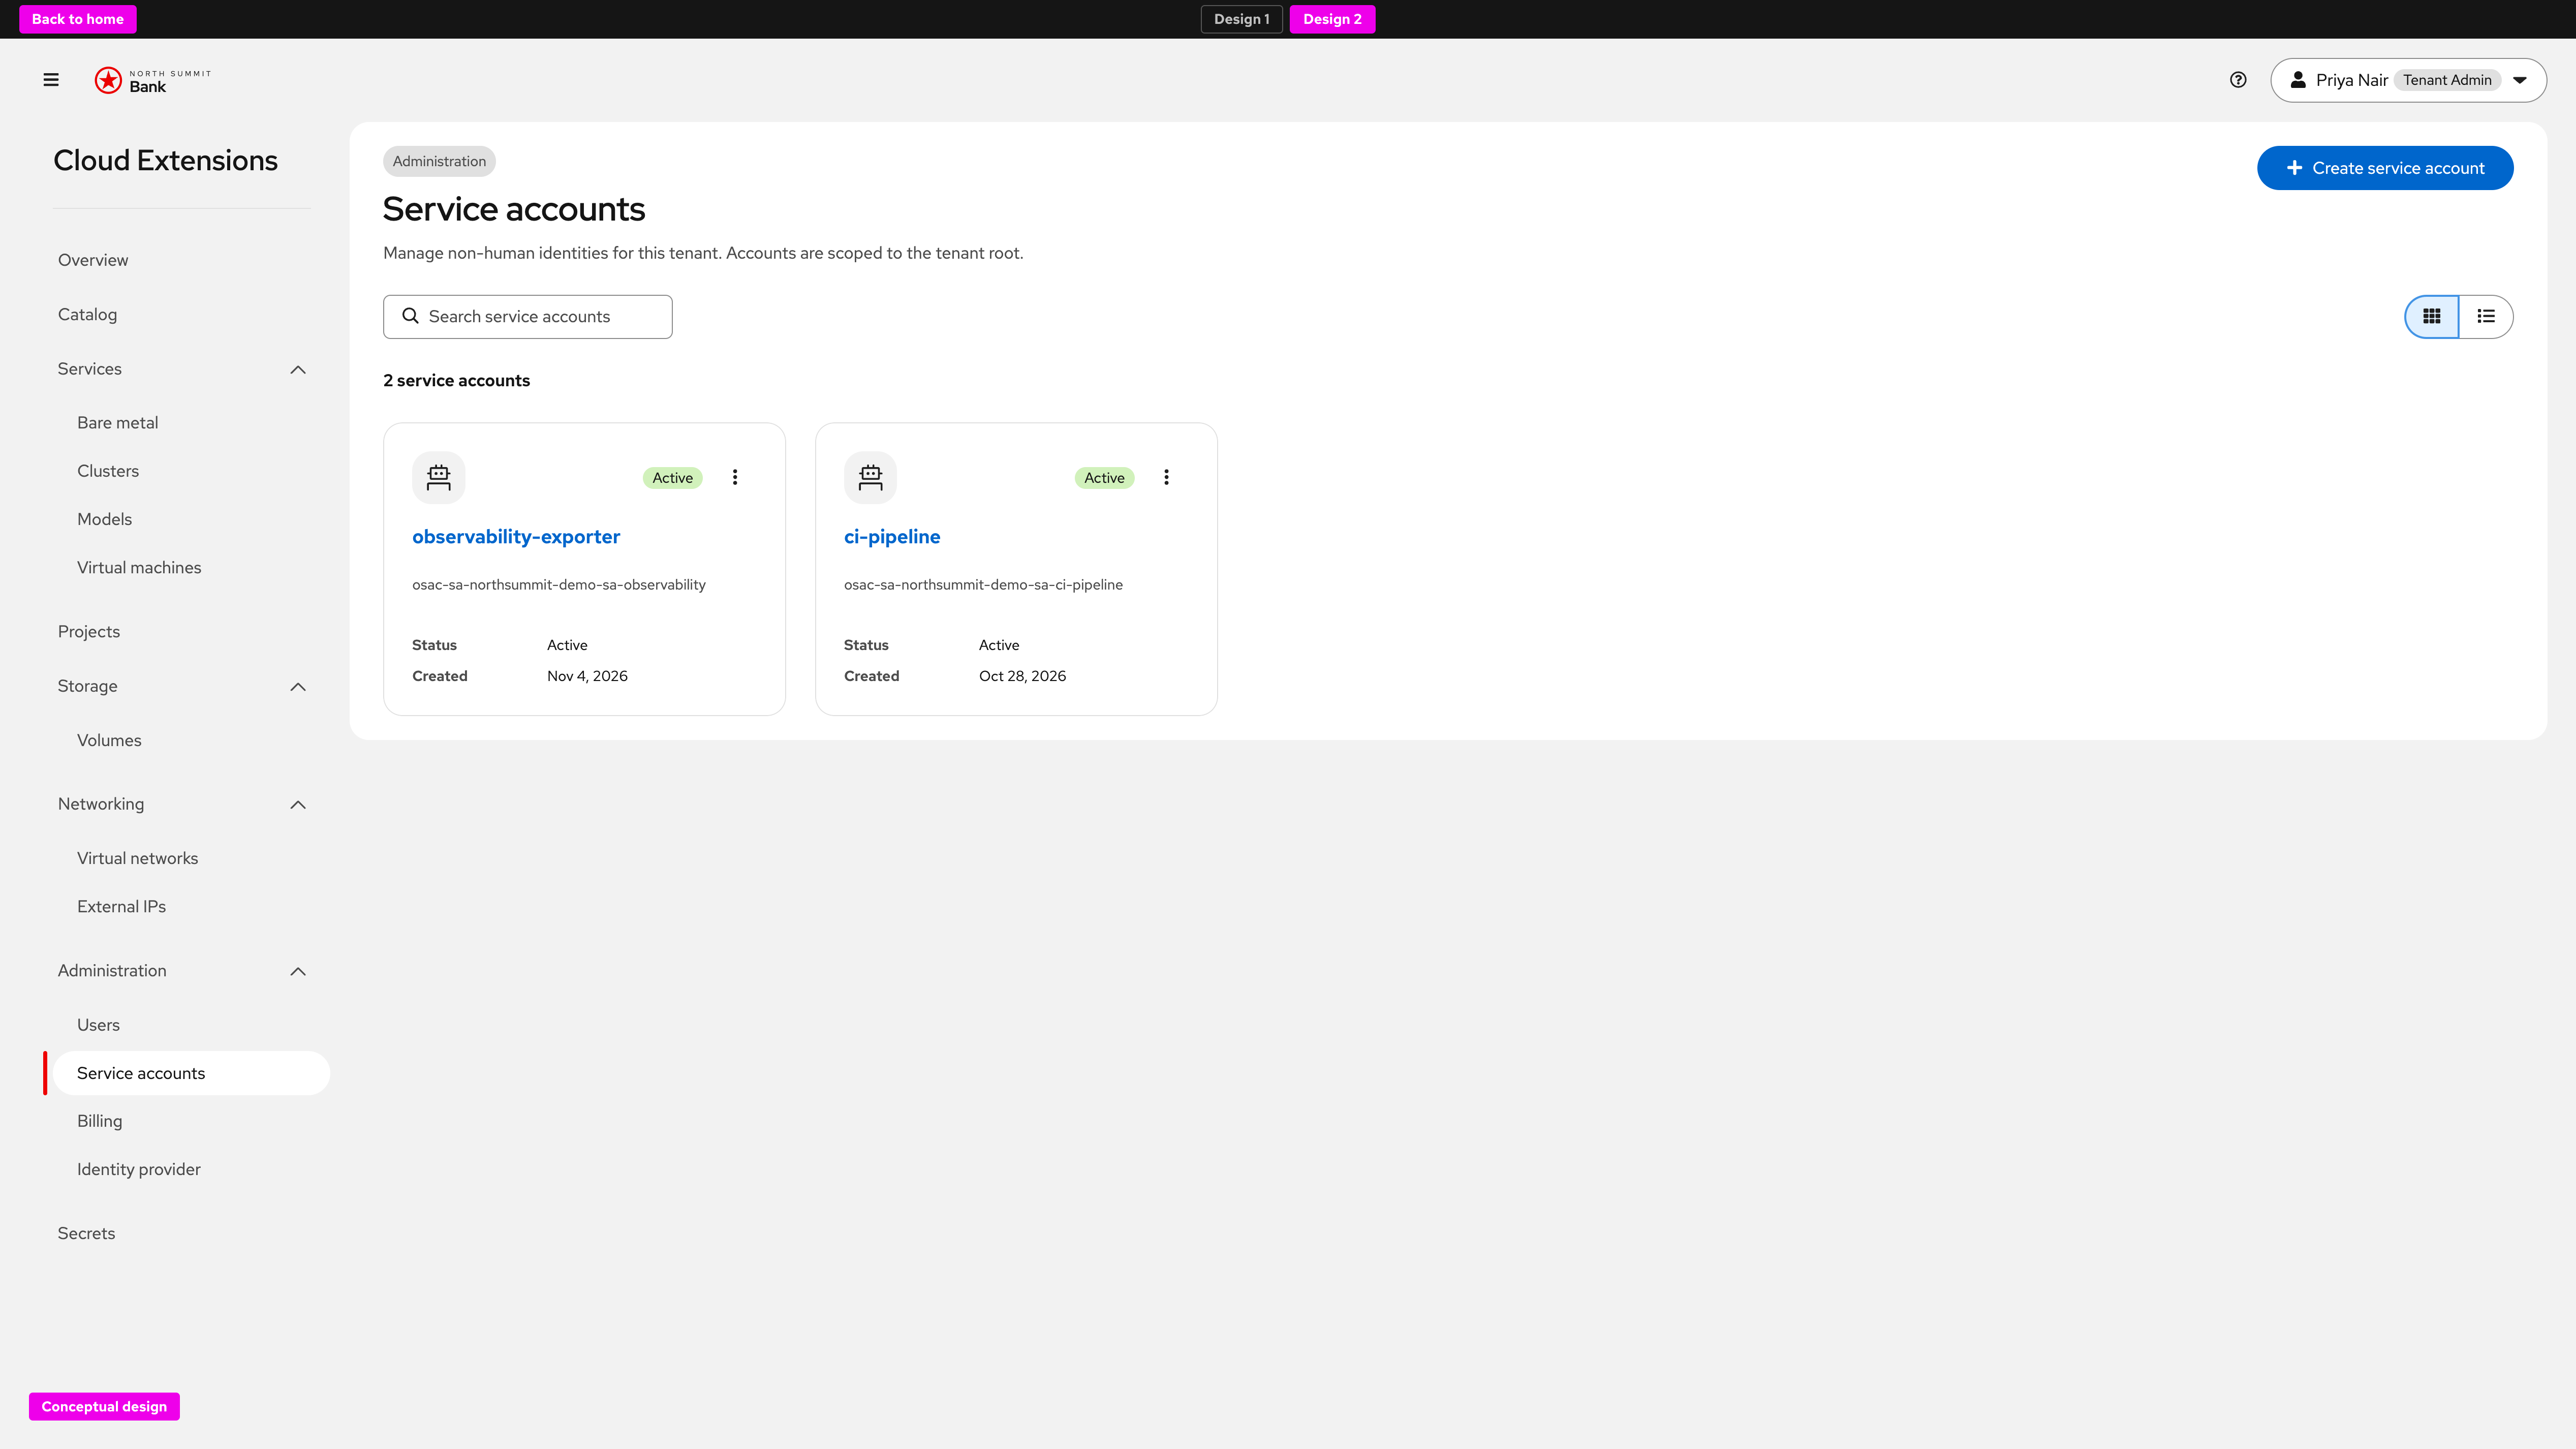 Back to home
Design 1
Design 2
NORTH SUMMIT
Bank
Priya Nair
Tenant Admin
Cloud Extensions
Overview
Catalog
Services
Bare metal
Clusters
Models
Virtual machines
Projects
Storage
Volumes
Networking
Virtual networks
External IPs
Administration
Users
Service accounts
Billing
Identity provider
Secrets
Conceptual design
Administration
Create service account
Service accounts
Manage non-human identities for this tenant. Accounts are scoped to the tenant root.
Search service accounts
2 service accounts
Active
observability-exporter
osac-sa-northsummit-demo-sa-observability
Status Active
Created Nov 4, 2026
Active
ci-pipeline
osac-sa-northsummit-demo-sa-ci-pipeline
Status Active
Created Oct 28, 2026